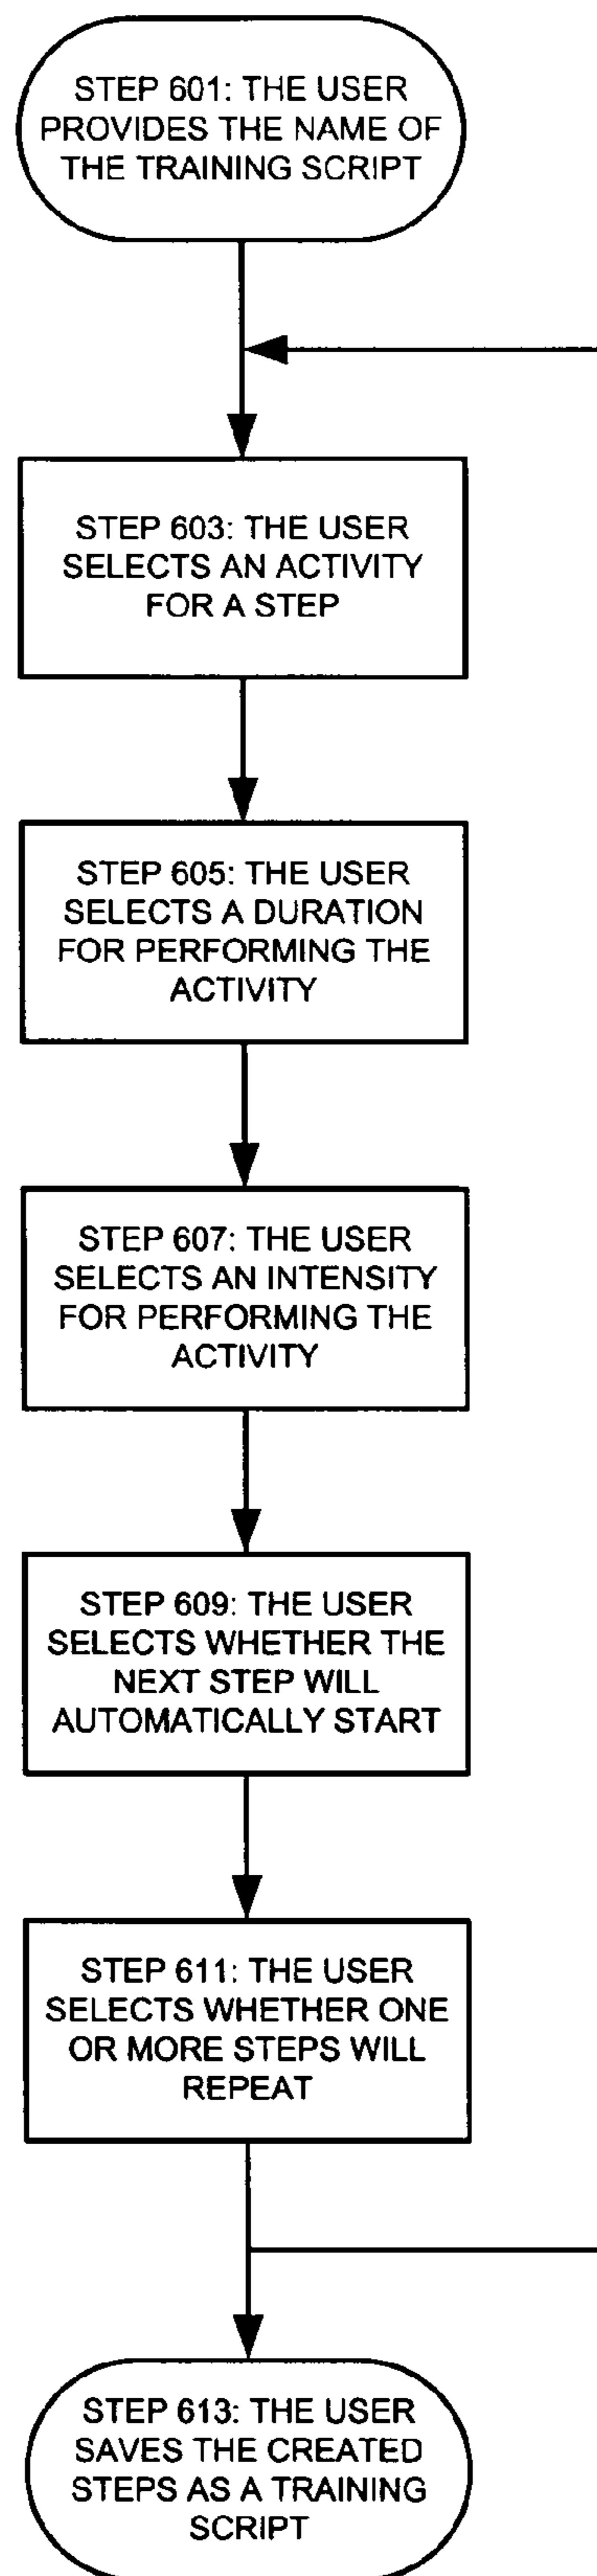 STEP 601: THE USER
PROVIDES THE NAME OF
THE TRAINING SCRIPT
STEP 603: THE USER
SELECTS AN ACTIVITY
FOR A STEP
STEP 605: THE USER
SELECTS A DURATION
FOR PERFORMING THE
ACTIVITY
STEP 607: THE USER
SELECTS AN INTENSITY
FOR PERFORMING THE
ACTIVITY
STEP 609: THE USER
SELECTS WHETHER THE
NEXT STEP WILL
AUTOMATICALLY START
STEP 611: THE USER
SELECTS WHETHER ONE
OR MORE STEPS WILL
REPEAT
STEP 613: THE USER
SAVES THE CREATED
STEPS AS A TRAINING
SCRIPT